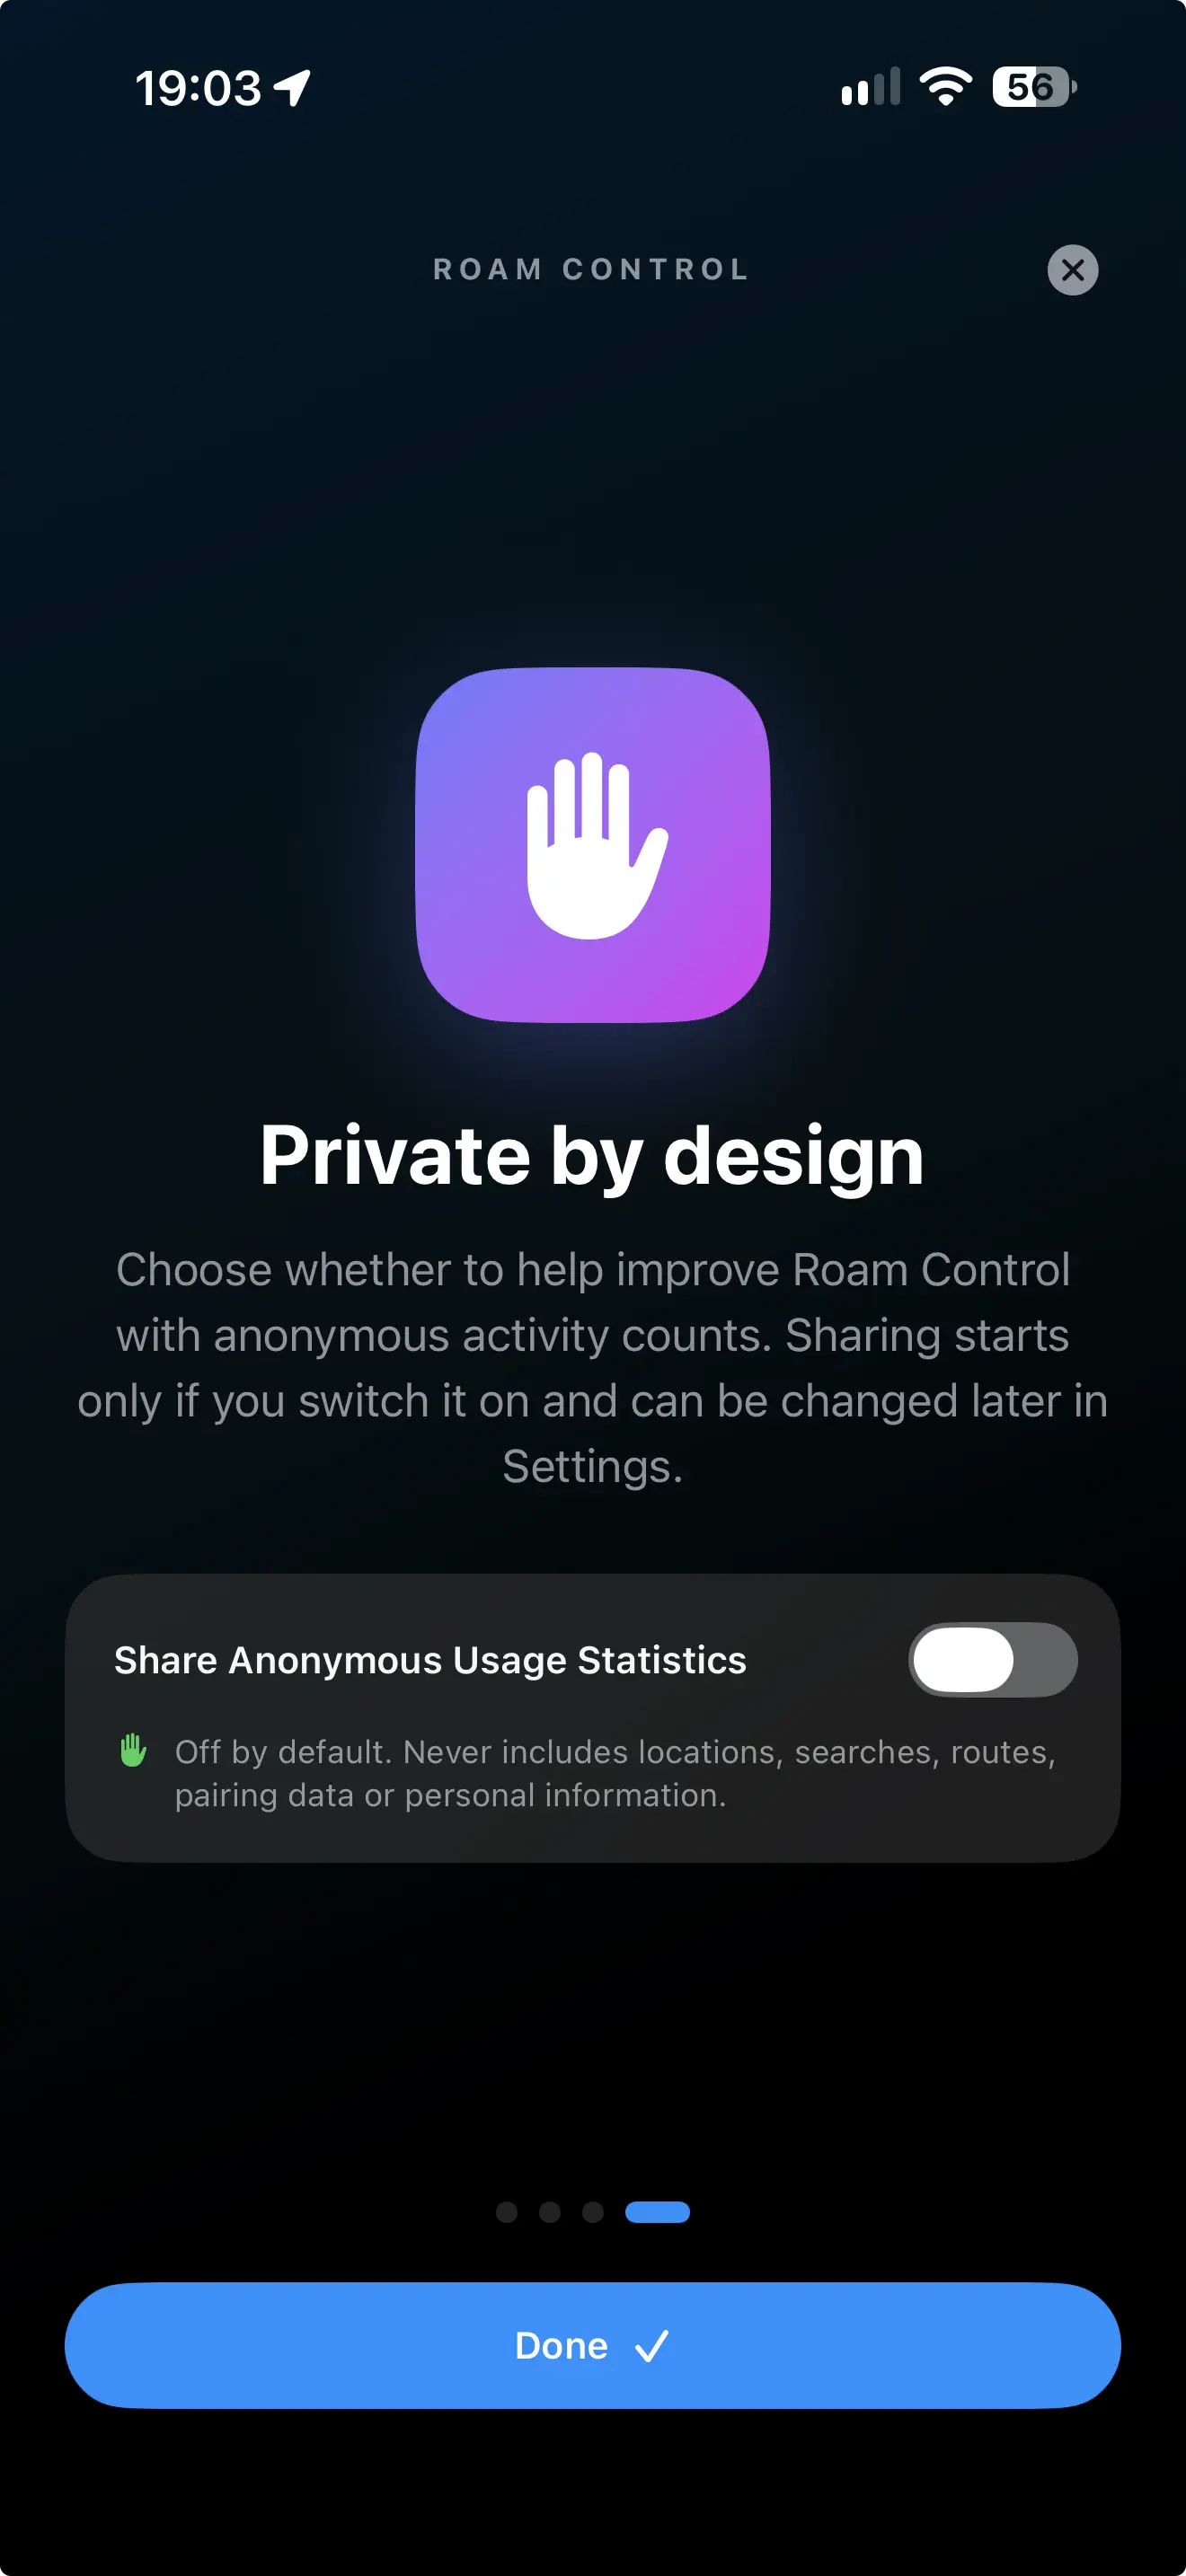 19:03
56
ROAM CONTROL
Private by design
Choose whether to help improve Roam Control
with anonymous activity counts. Sharing starts
only if you switch it on and can be changed later in
Settings.
Share Anonymous Usage Statistics
Off by default. Never includes locations, searches, routes,
pairing data or personal information.
Done